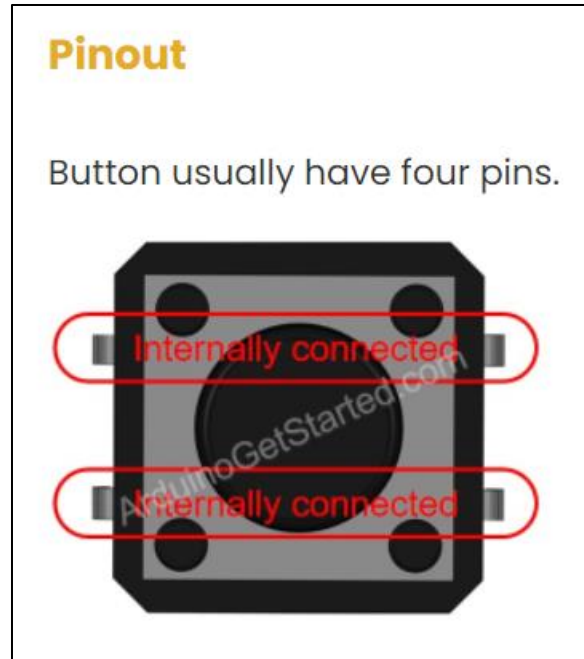 Pinout
Button usually have four pins.
Internally connected
ArduinoGetStarted.com
Internally connected